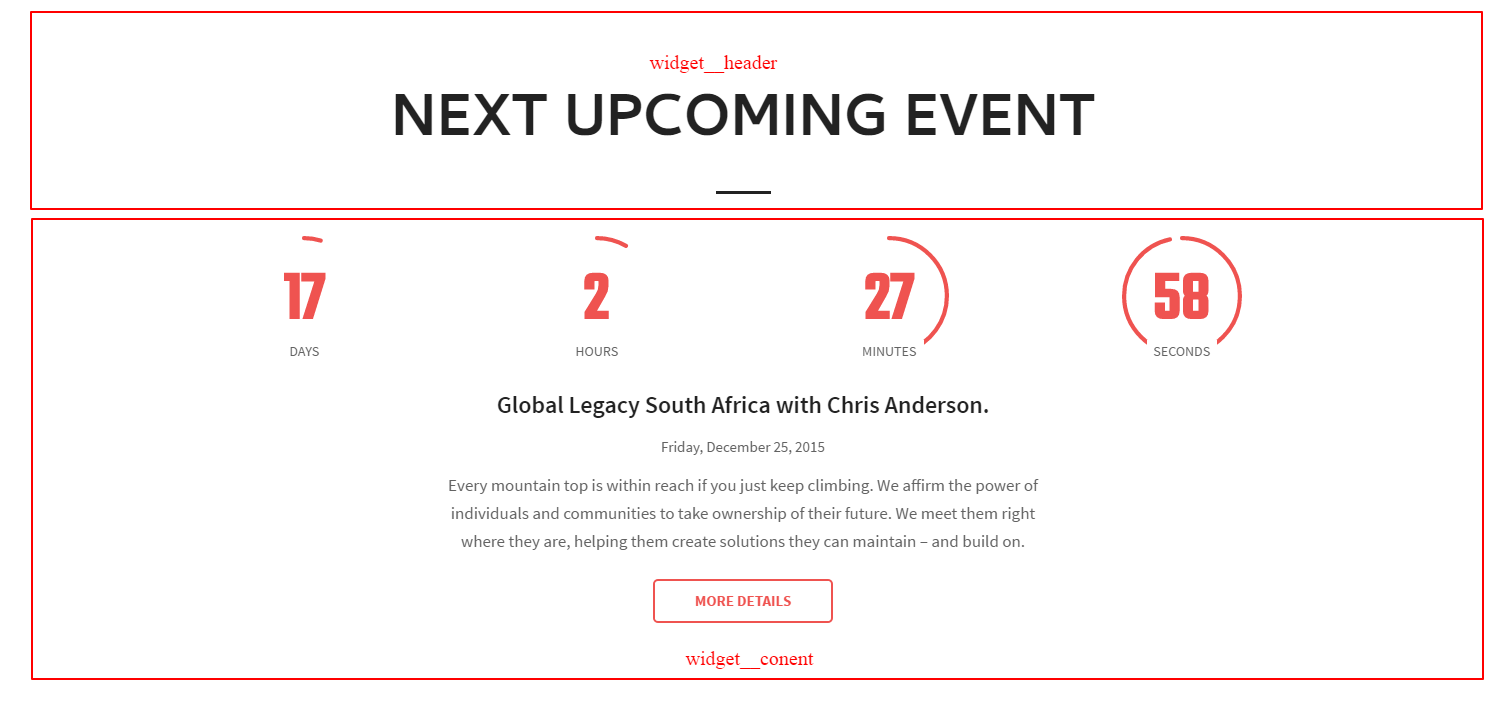 widget__header
NEXT UPCOMING EVENT
17 2 27 58
DAYS HOURS MINUTES SECONDS
Global Legacy South Africa with Chris Anderson.
Friday, December 25, 2015
Every mountain top is within reach if you just keep climbing. We affirm the power of
individuals and communities to take ownership of their future. We meet them right
where they are, helping them create solutions they can maintain – and build on.
MORE DETAILS
widget__conent